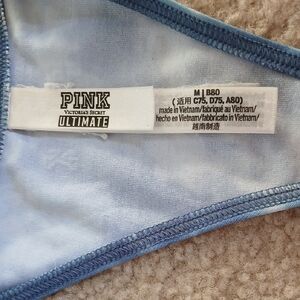 PINK
VICTORIA'S SECRET
ULTIMATE
M | B80
(适用 C75, D75, A80)
made in Vietnam/fabriqué au Vietnam/
hecho en Vietnam/fabbricato in Vietnam/
越南制造